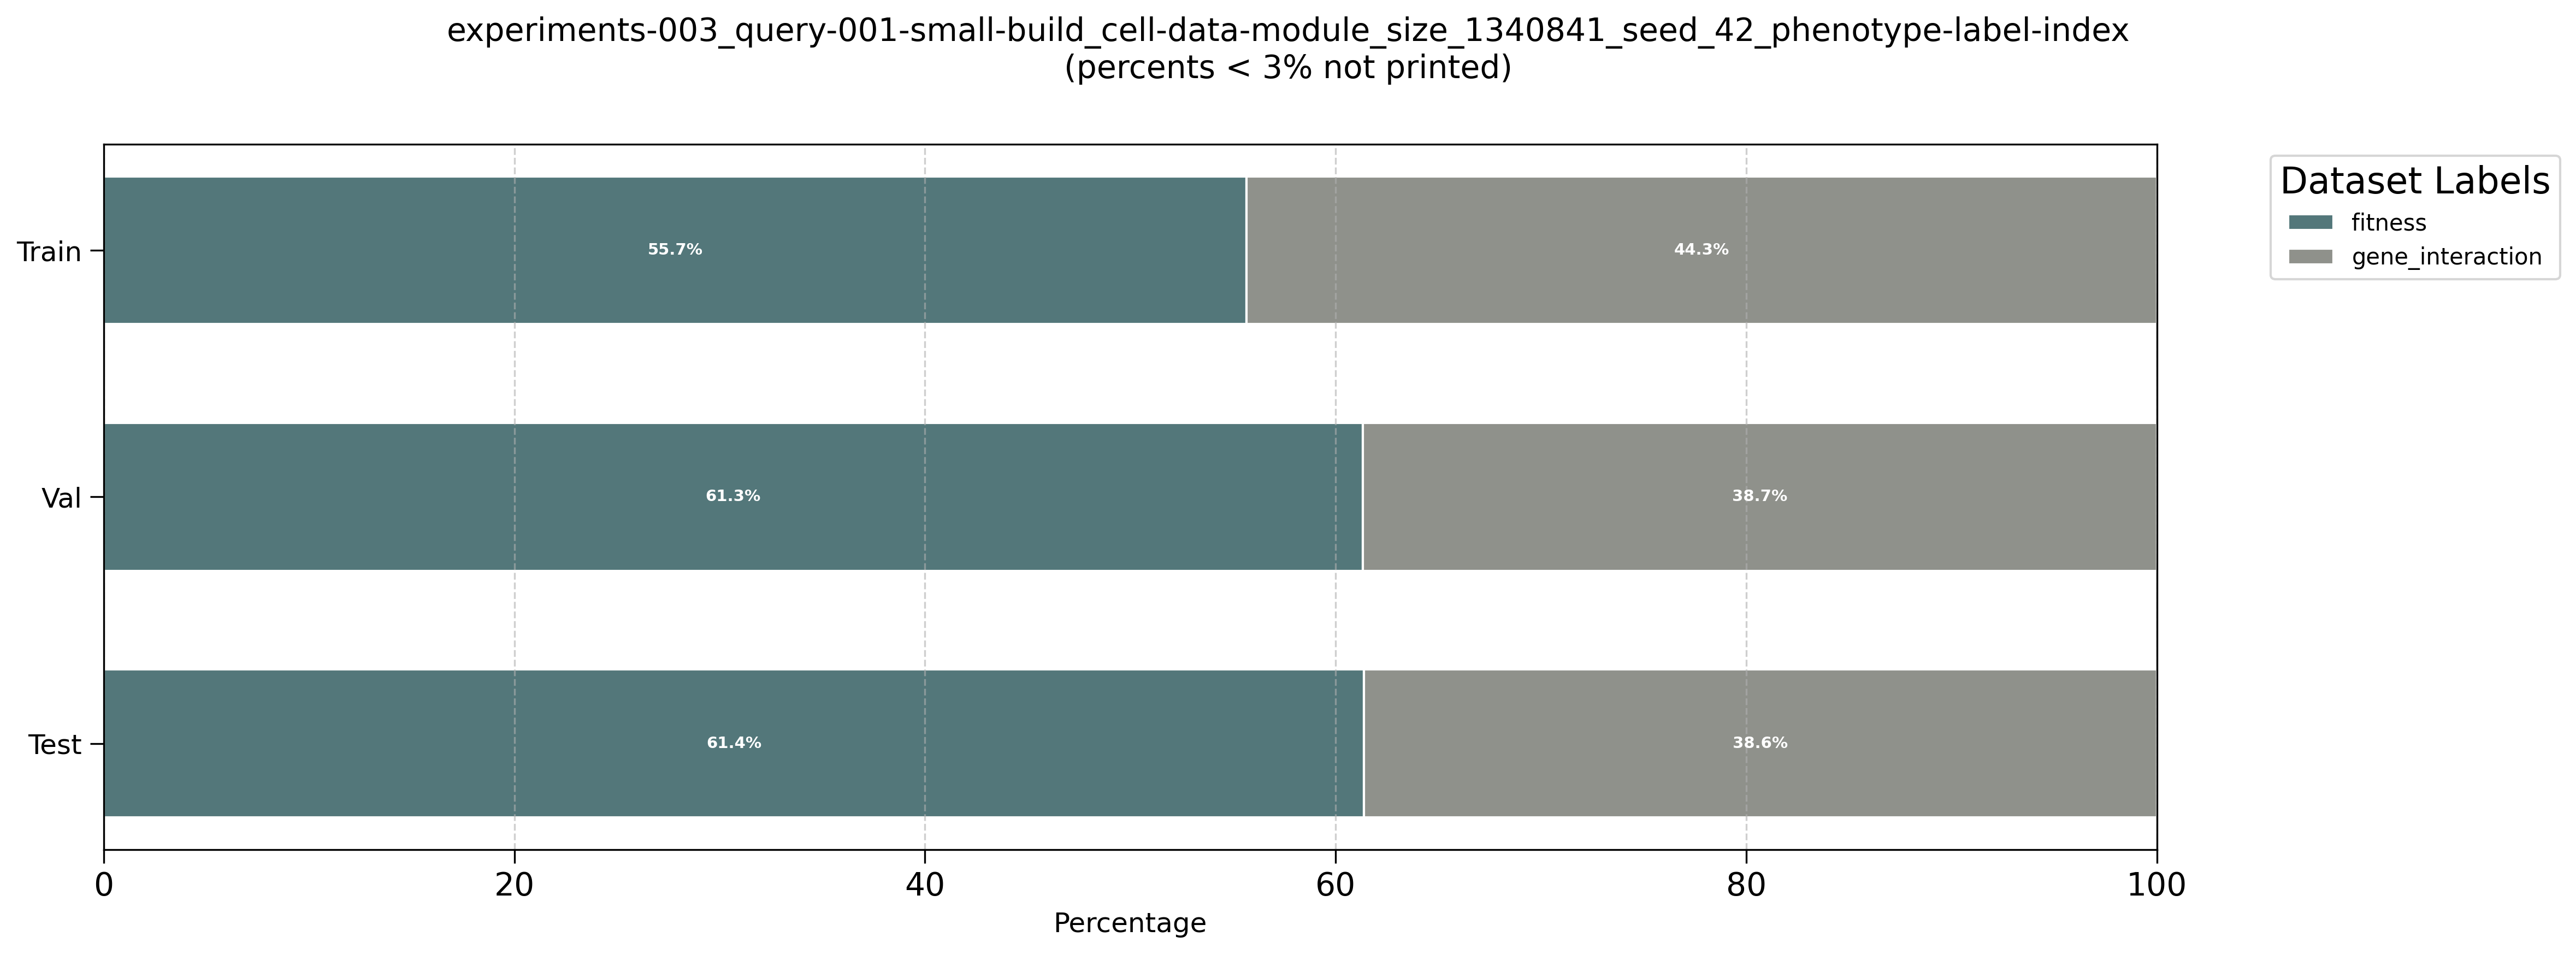 experiments-003_query-001-small-build_cell-data-module_size_1340841_seed_42_phenotype-label-index
(percents < 3% not printed)
Dataset Labels
fitness
gene_interaction
Train
55.7%
44.3%
Val
61.3%
38.7%
Test
61.4%
38.6%
0
20
40
60
80
100
Percentage